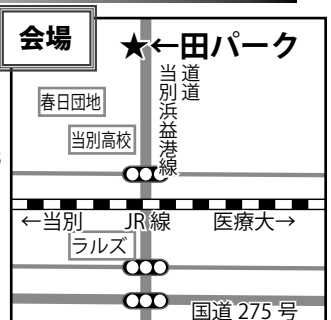 会場
★←田パーク
道道
当別浜益港線
春日団地
当別高校
←当別 JR 線 医療大→
ラルズ
国道 275 号